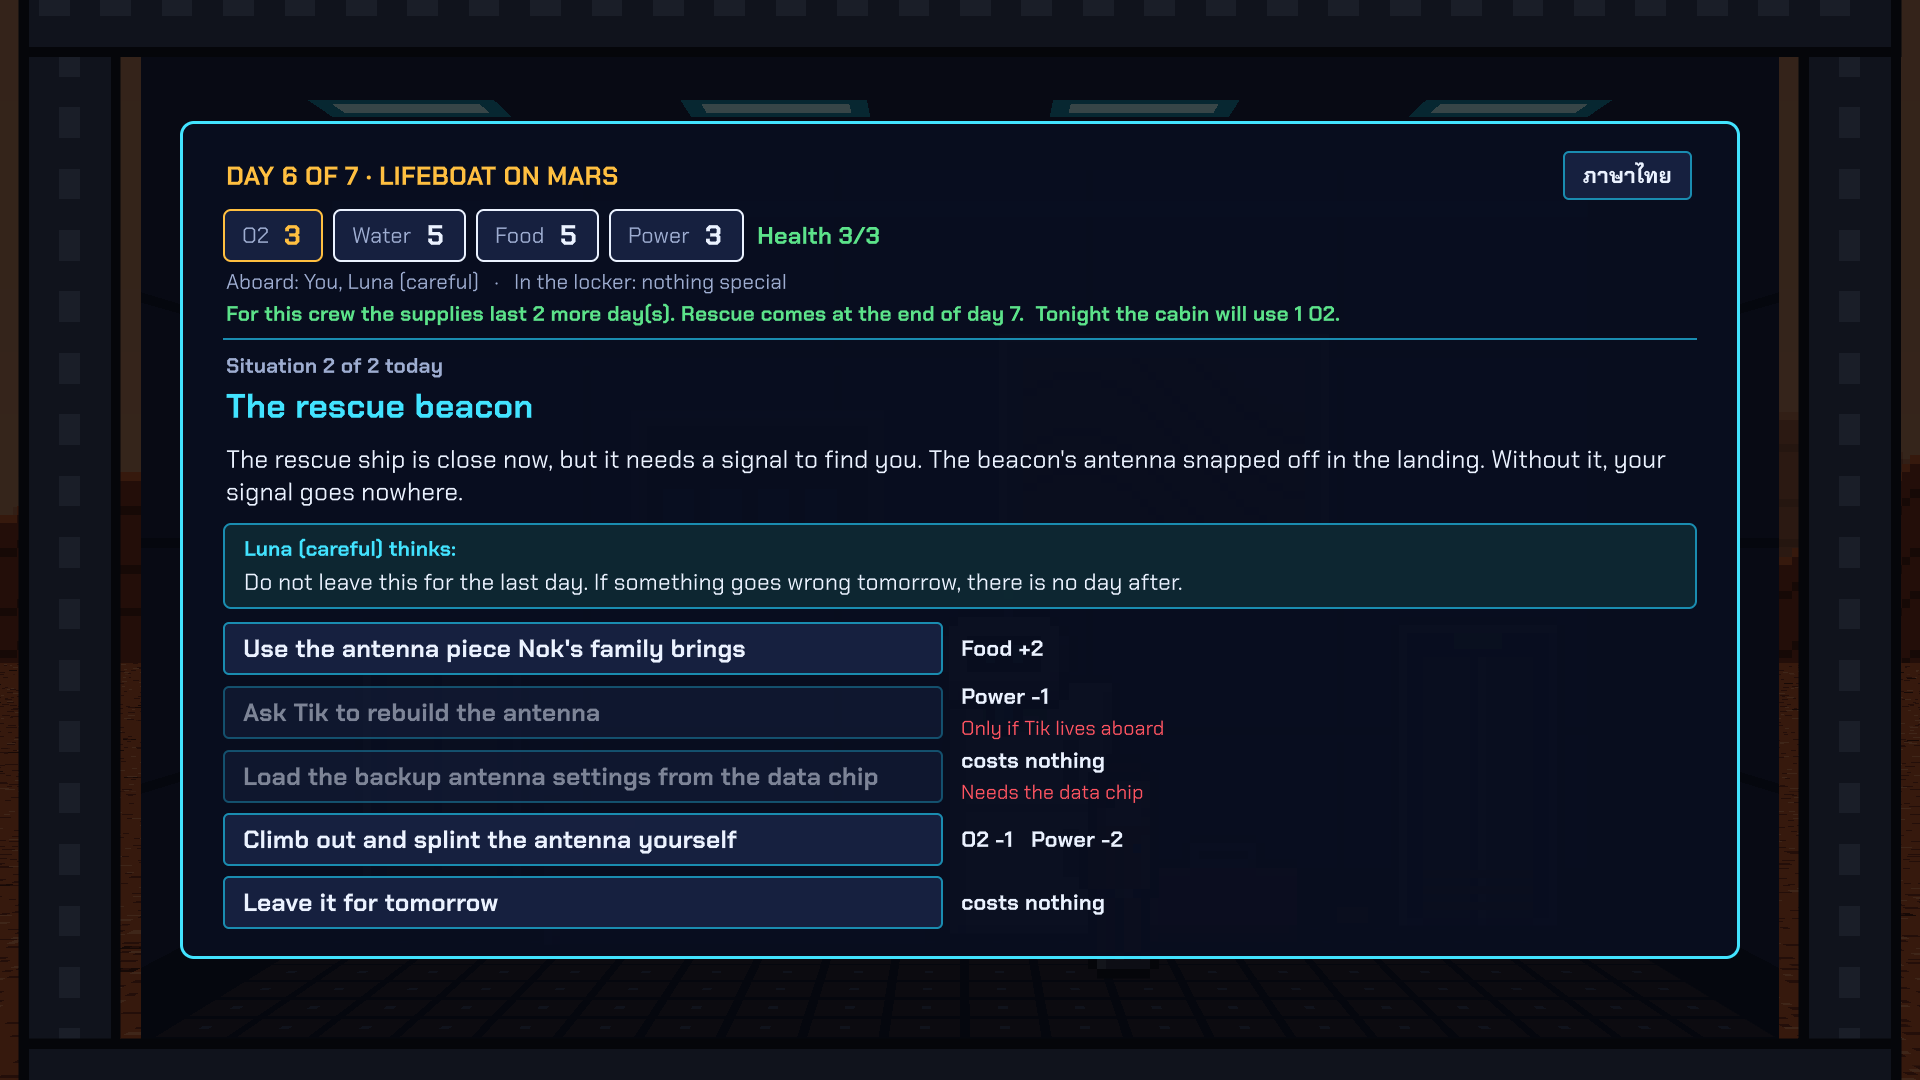 DAY 6 OF 7 · LIFEBOAT ON MARS
ภาษาไทย
O2 3 Water 5 Food 5 Power 3 Health 3/3
Aboard: You, Luna (careful) · In the locker: nothing special
For this crew the supplies last 2 more day(s). Rescue comes at the end of day 7. Tonight the cabin will use 1 O2.
Situation 2 of 2 today
The rescue beacon
The rescue ship is close now, but it needs a signal to find you. The beacon's antenna snapped off in the landing. Without it, your
signal goes nowhere.
Luna (careful) thinks:
Do not leave this for the last day. If something goes wrong tomorrow, there is no day after.
Use the antenna piece Nok's family brings Food +2
Ask Tik to rebuild the antenna Power -1
Only if Tik lives aboard
Load the backup antenna settings from the data chip costs nothing
Needs the data chip
Climb out and splint the antenna yourself O2 -1 Power -2
Leave it for tomorrow costs nothing